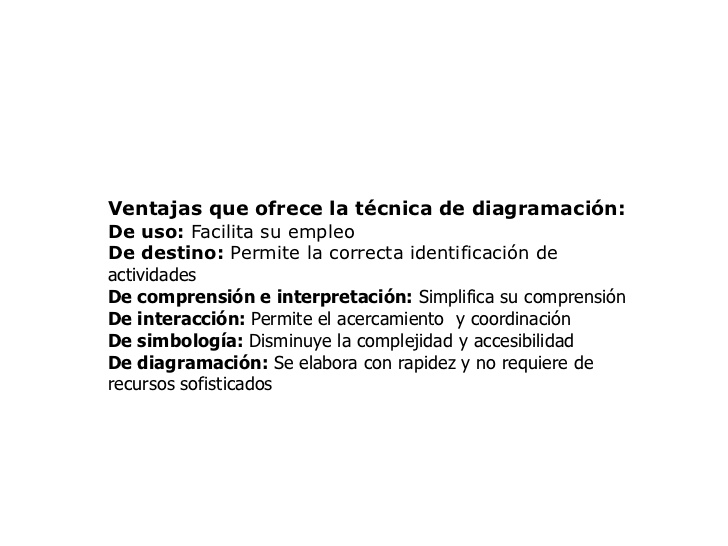 Ventajas que ofrece la técnica de diagramación:
De uso: Facilita su empleo
De destino: Permite la correcta identificación de
actividades
De comprensión e interpretación: Simplifica su comprensión
De interacción: Permite el acercamiento  y coordinación
De simbología: Disminuye la complejidad y accesibilidad
De diagramación: Se elabora con rapidez y no requiere de
recursos sofisticados